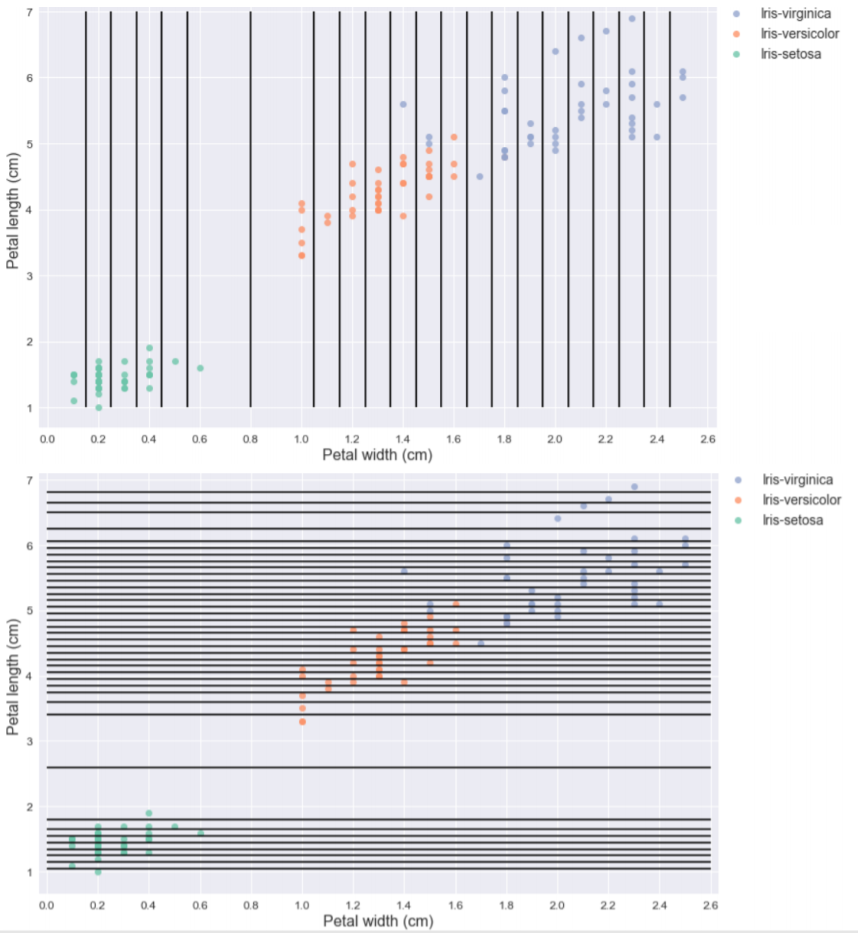 7
6
5
4
3
2
1
Petal length (cm)
0.0 0.2 0.4 0.6 0.8 1.0 1.2 1.4 1.6 1.8 2.0 2.2 2.4 2.6
Petal width (cm)
Iris-virginica
Iris-versicolor
Iris-setosa
7
6
5
4
3
2
1
Petal length (cm)
0.0 0.2 0.4 0.6 0.8 1.0 1.2 1.4 1.6 1.8 2.0 2.2 2.4 2.6
Petal width (cm)
Iris-virginica
Iris-versicolor
Iris-setosa